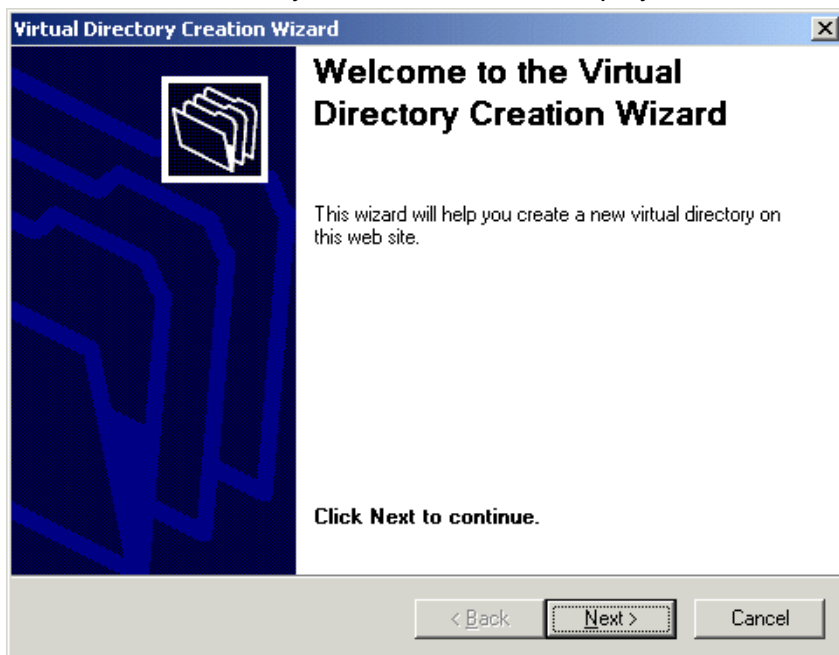 Virtual Directory Creation Wizard
Welcome to the Virtual
Directory Creation Wizard
This wizard will help you create a new virtual directory on
this web site.
Click Next to continue.
< Back
Next >
Cancel